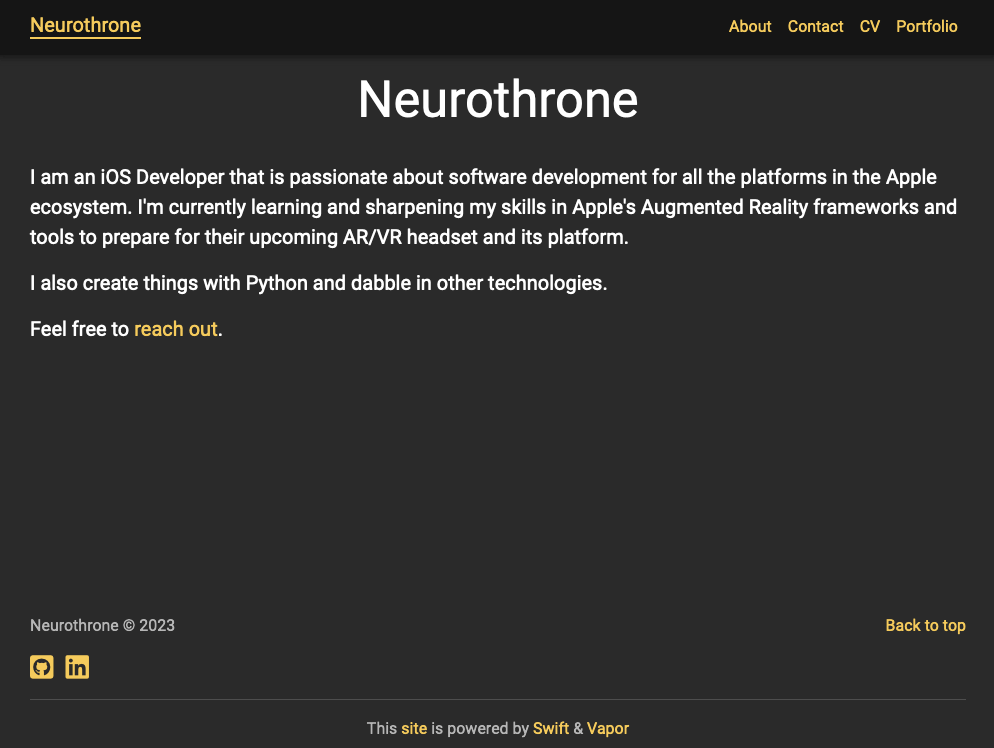 Neurothrone
About Contact CV Portfolio
Neurothrone
I am an iOS Developer that is passionate about software development for all the platforms in the Apple
ecosystem. I'm currently learning and sharpening my skills in Apple's Augmented Reality frameworks and
tools to prepare for their upcoming AR/VR headset and its platform.
I also create things with Python and dabble in other technologies.
Feel free to reach out.
Neurothrone © 2023
Back to top
in
This site is powered by Swift & Vapor